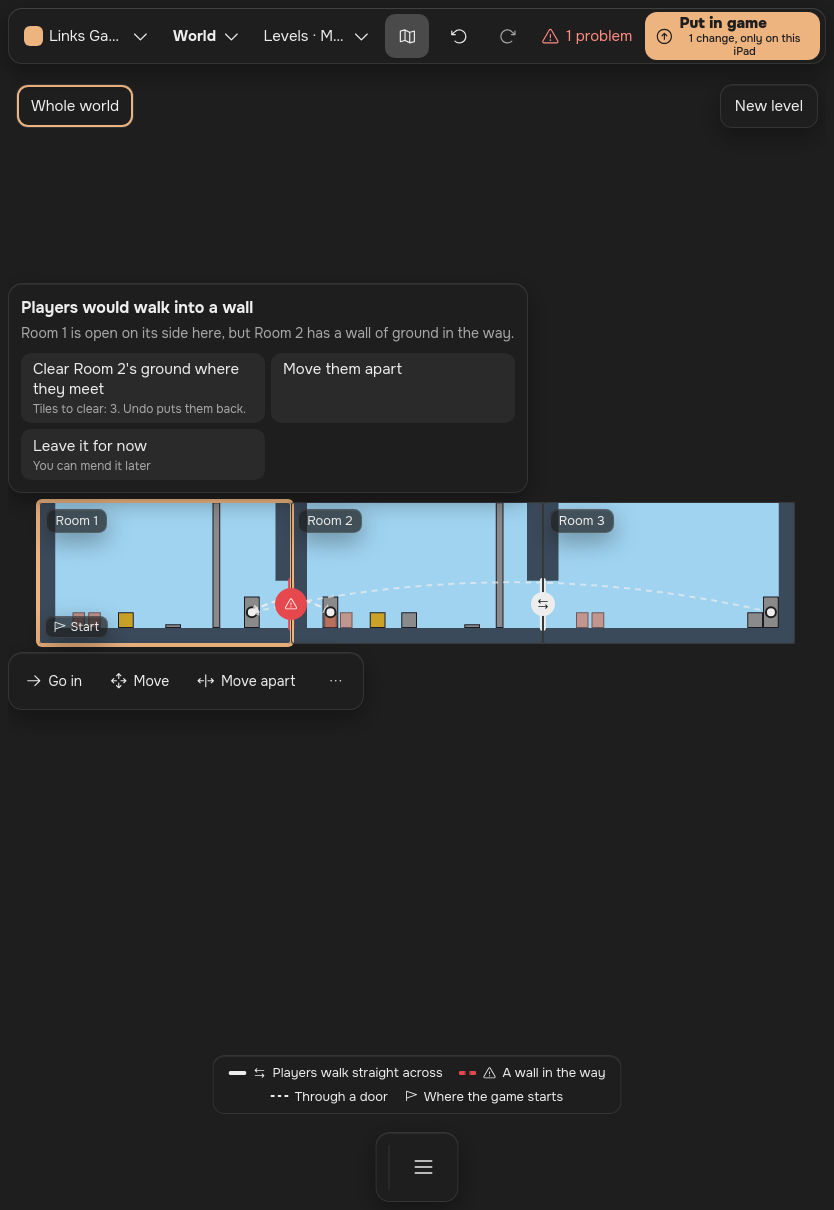 Links Ga...
World
Levels · M...
1 problem
Put in game
1 change, only on this
iPad
Whole world
New level
Players would walk into a wall
Room 1 is open on its side here, but Room 2 has a wall of ground in the way.
Clear Room 2's ground where
they meet
Tiles to clear: 3. Undo puts them back.
Move them apart
Leave it for now
You can mend it later
Room 1
Room 2
Room 3
Start
Go in
Move
Move apart
Players walk straight across
A wall in the way
Through a door
Where the game starts